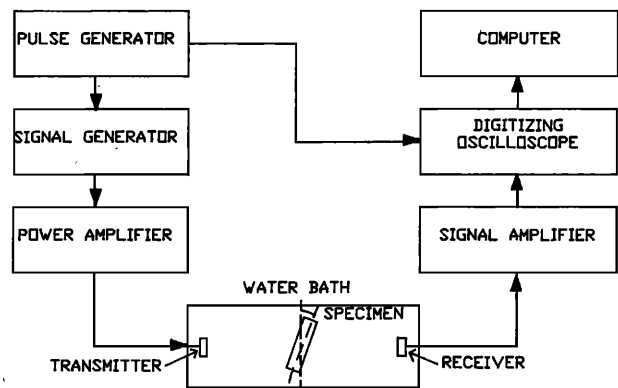 PULSE GENERATOR
COMPUTER
SIGNAL GENERATOR
DIGITIZING
OSCILLOSCOPE
POWER AMPLIFIER
SIGNAL AMPLIFIER
WATER BATH
SPECIMEN
TRANSMITTER
RECEIVER